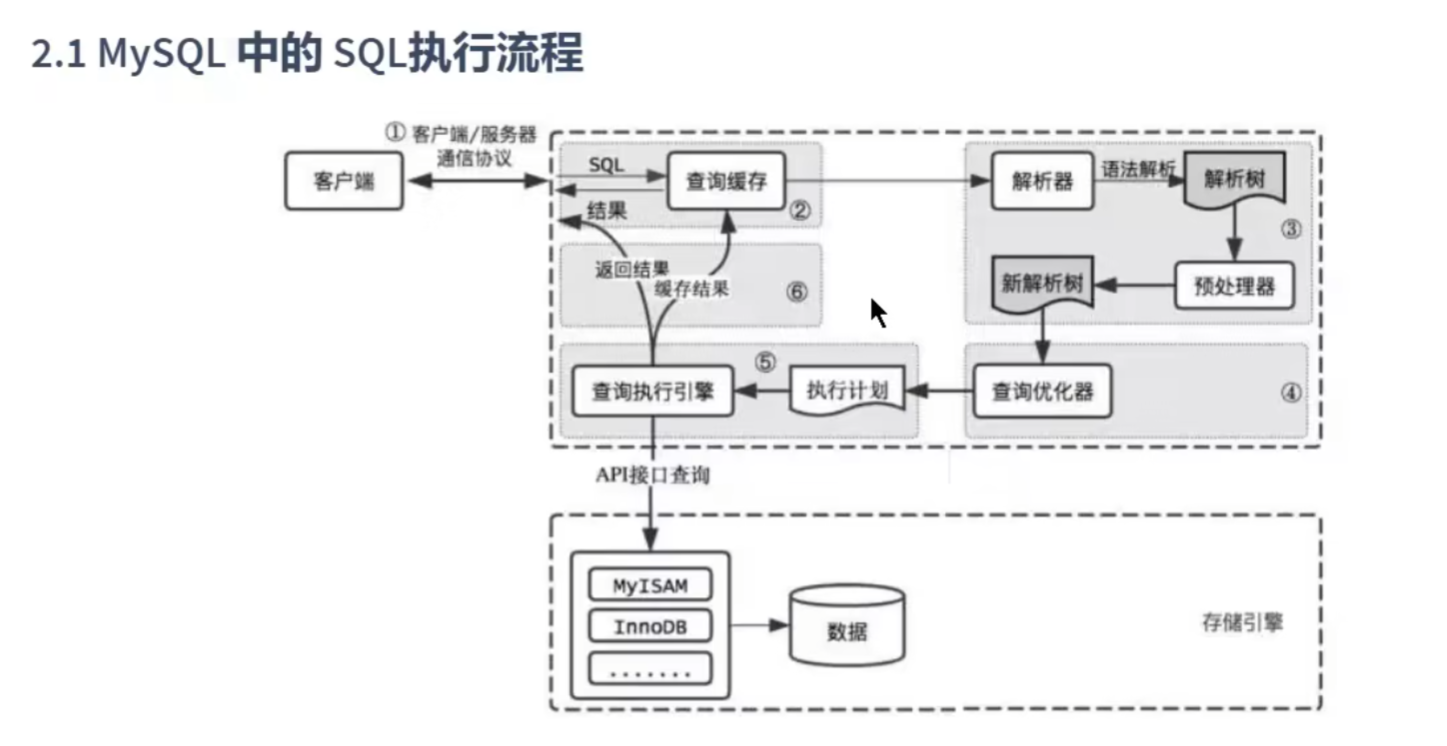 2.1 MySQL 中的 SQL执行流程
① 客户端/服务器
通信协议
客户端
SQL
查询缓存
②
结果
解析器
语法解析
解析树
③
返回结果
缓存结果
⑥
新解析树
预处理器
查询执行引擎
⑤
执行计划
查询优化器
④
API接口查询
MyISAM
InnoDB
.......
数据
存储引擎